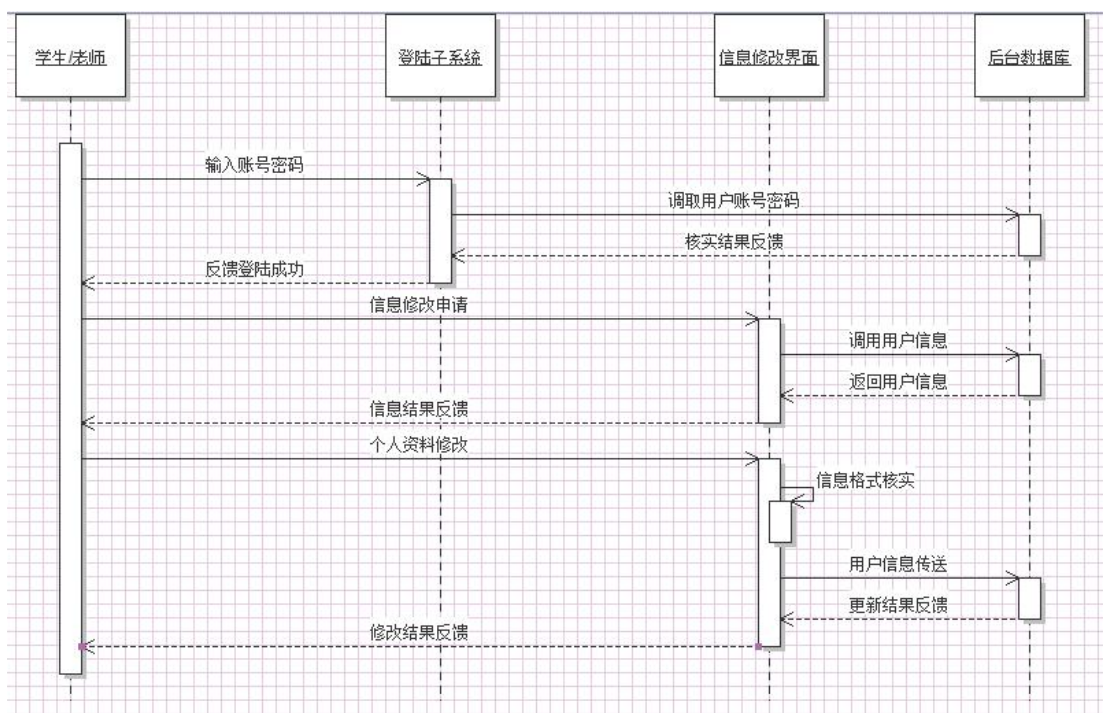 学生/老师
登陆子系统
信息修改界面
后台数据库
输入账号密码
调取用户账号密码
核实结果反馈
反馈登陆成功
信息修改申请
调用用户信息
返回用户信息
信息结果反馈
个人资料修改
信息格式核实
用户信息传送
更新结果反馈
修改结果反馈